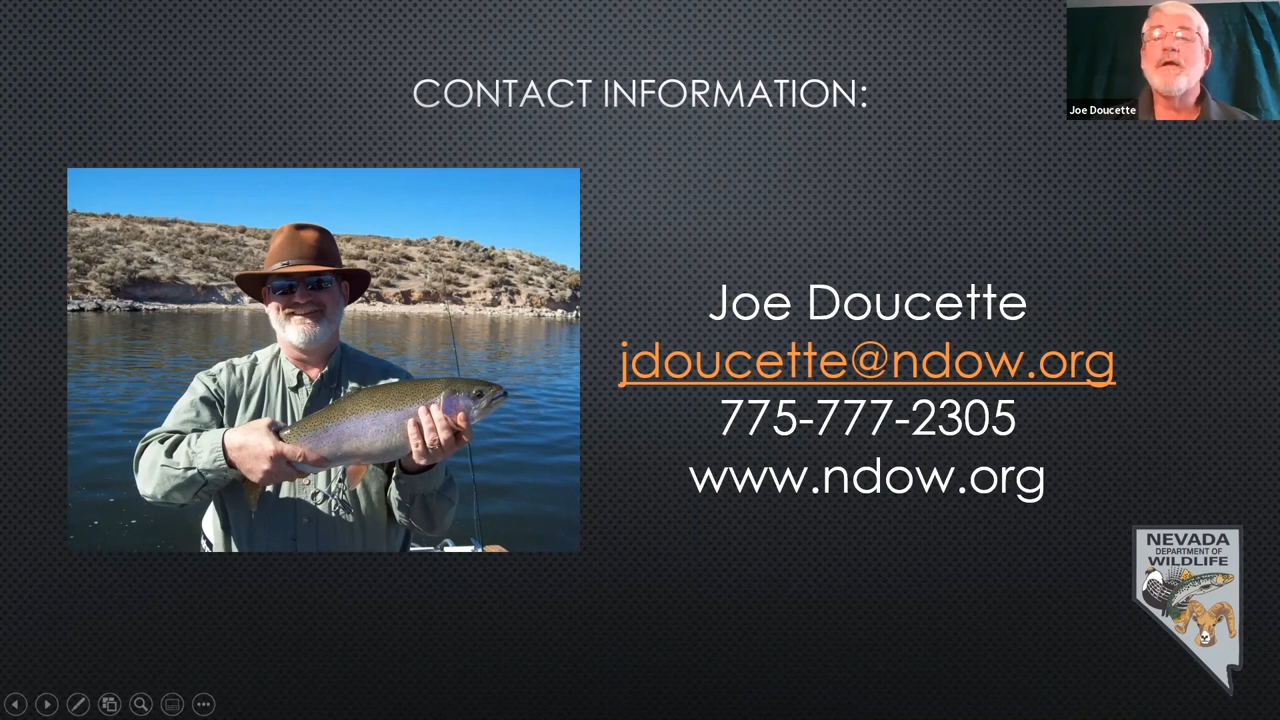 CONTACT INFORMATION:
Joe Doucette
Joe Doucette
jdoucette@ndow.org
775-777-2305
www.ndow.org
NEVADA
DEPARTMENT OF
WILDLIFE